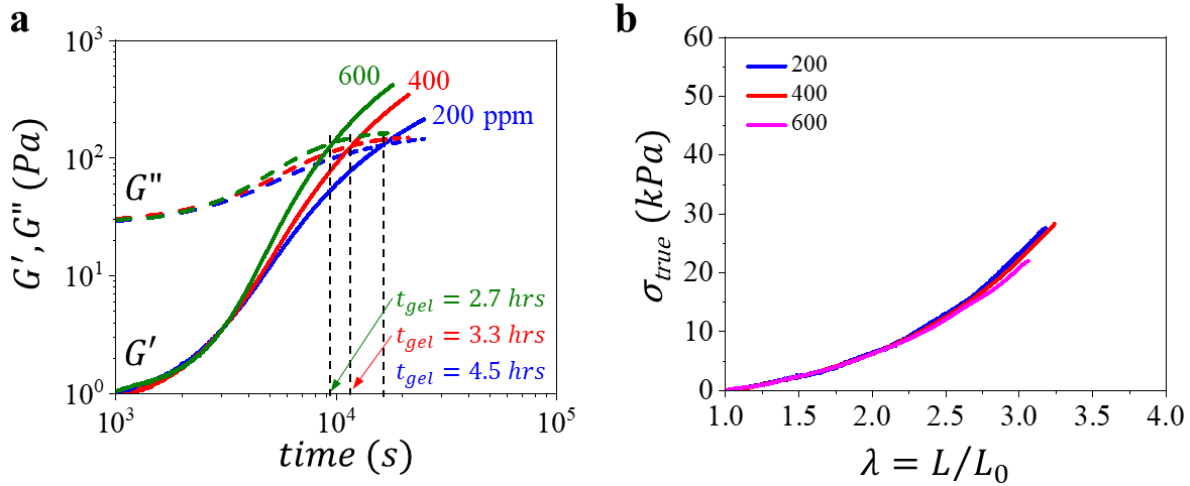 a
G', G" (Pa)
10³
10²
10¹
10⁰
600
400
200 ppm
G"
G'
t_gel = 2.7 hrs
t_gel = 3.3 hrs
t_gel = 4.5 hrs
10³ 10⁴ 10⁵
time (s)
b
σ_true (kPa)
60
50
40
30
20
10
0
200
400
600
1.0 1.5 2.0 2.5 3.0 3.5 4.0
λ = L/L₀